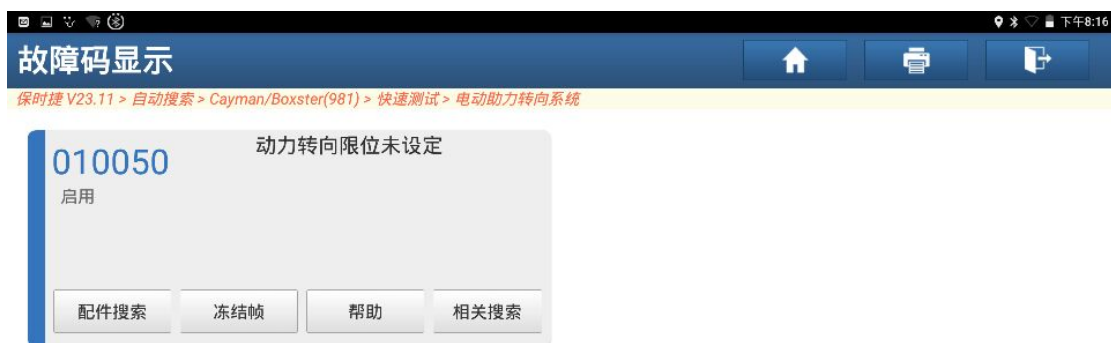 下午8:16
故障码显示
保时捷 V23.11 > 自动搜索 > Cayman/Boxster(981) > 快速测试 > 电动助力转向系统
010050 动力转向限位未设定
启用
配件搜索 冻结帧 帮助 相关搜索